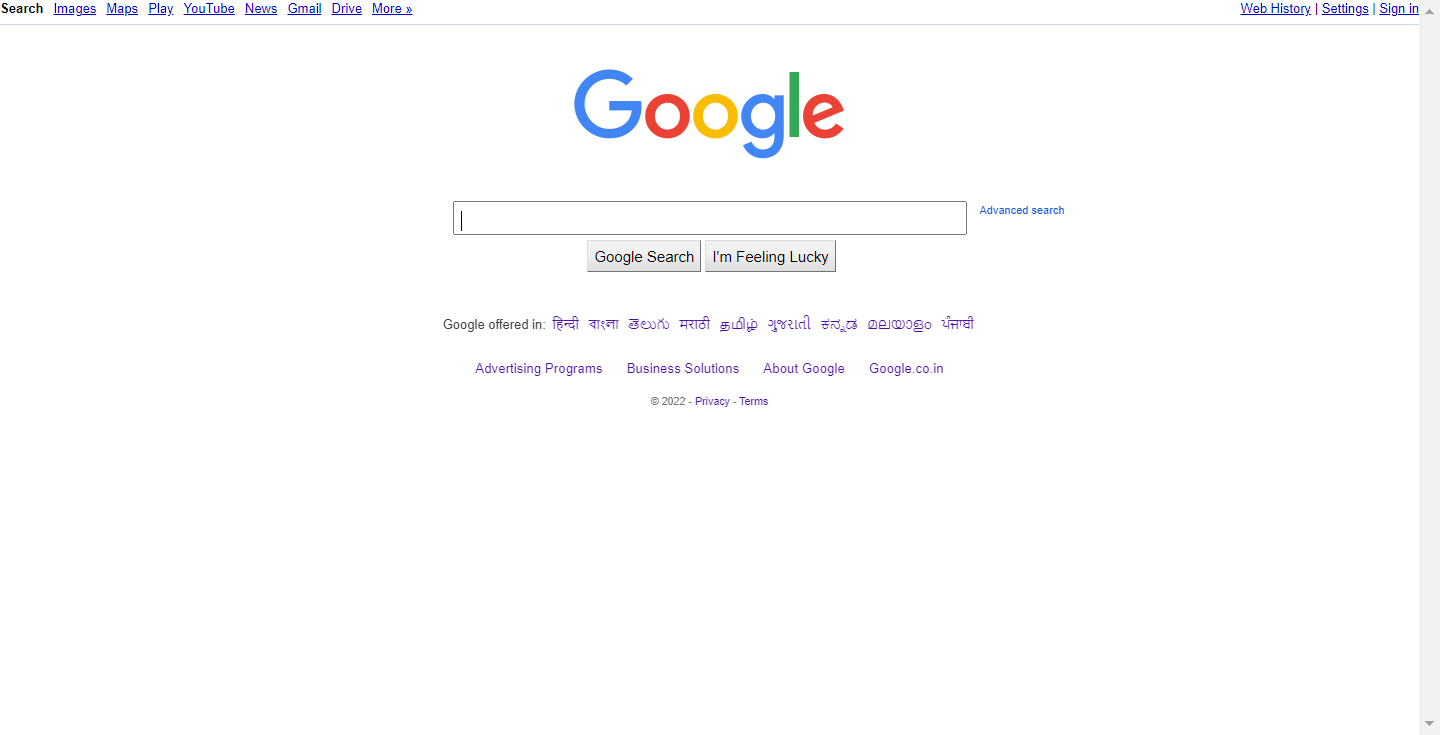 Search Images Maps Play YouTube News Gmail Drive More » Web History | Settings | Sign in
Google
Advanced search
Google Search I'm Feeling Lucky
Google offered in: हिन्दी বাংলা తెలుగు मराठी தமிழ் ગુજરાતી ಕನ್ನಡ മലയാളം ਪੰਜਾਬੀ
Advertising Programs Business Solutions About Google Google.co.in
© 2022 - Privacy - Terms